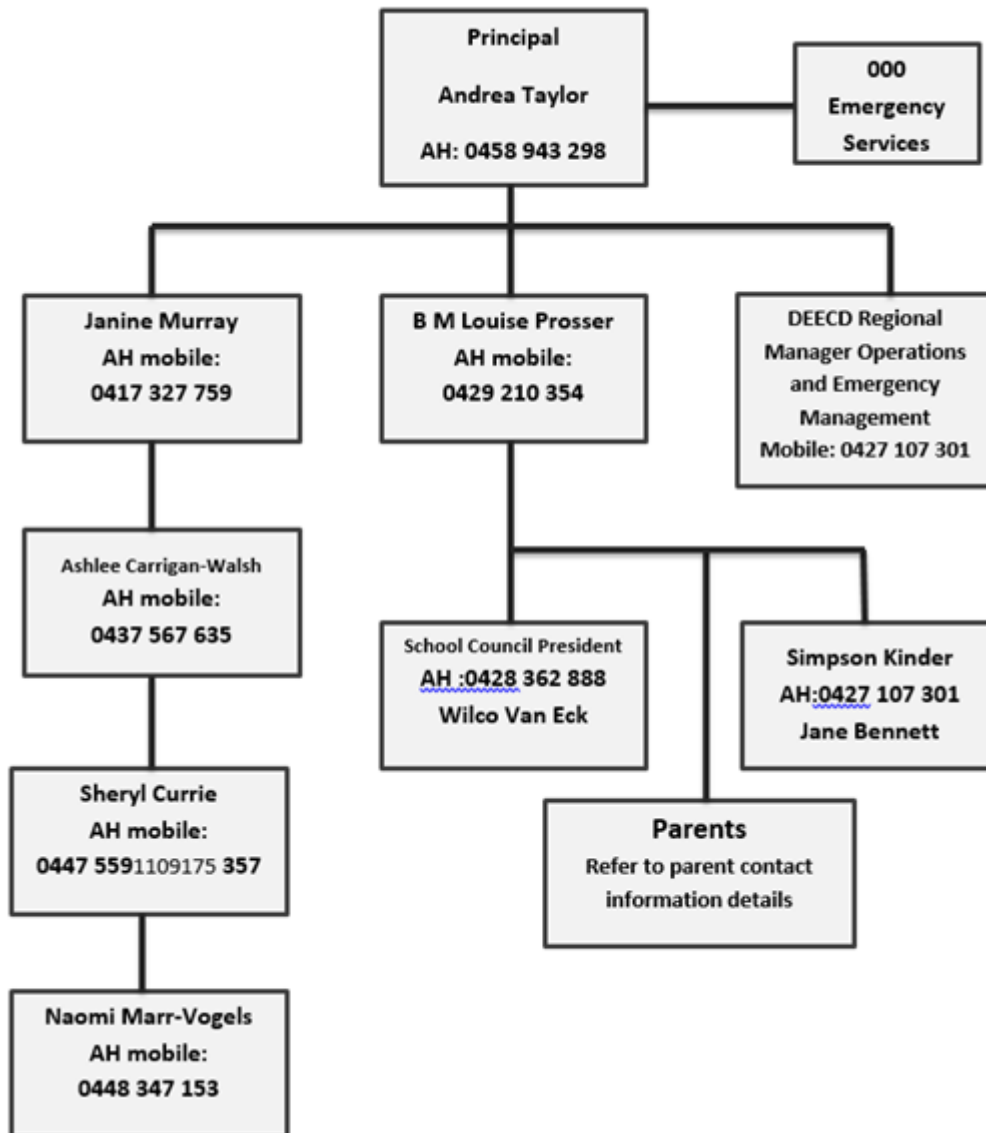 Principal
Andrea Taylor
AH: 0458 943 298
000
Emergency
Services
Janine Murray
AH mobile:
0417 327 759
B M Louise Prosser
AH mobile:
0429 210 354
DEECD Regional
Manager Operations
and Emergency
Management
Mobile: 0427 107 301
Ashlee Carrigan-Walsh
AH mobile:
0437 567 635
School Council President
AH :0428 362 888
Wilco Van Eck
Simpson Kinder
AH:0427 107 301
Jane Bennett
Sheryl Currie
AH mobile:
0447 5591109175 357
Parents
Refer to parent contact
information details
Naomi Marr-Vogels
AH mobile:
0448 347 153